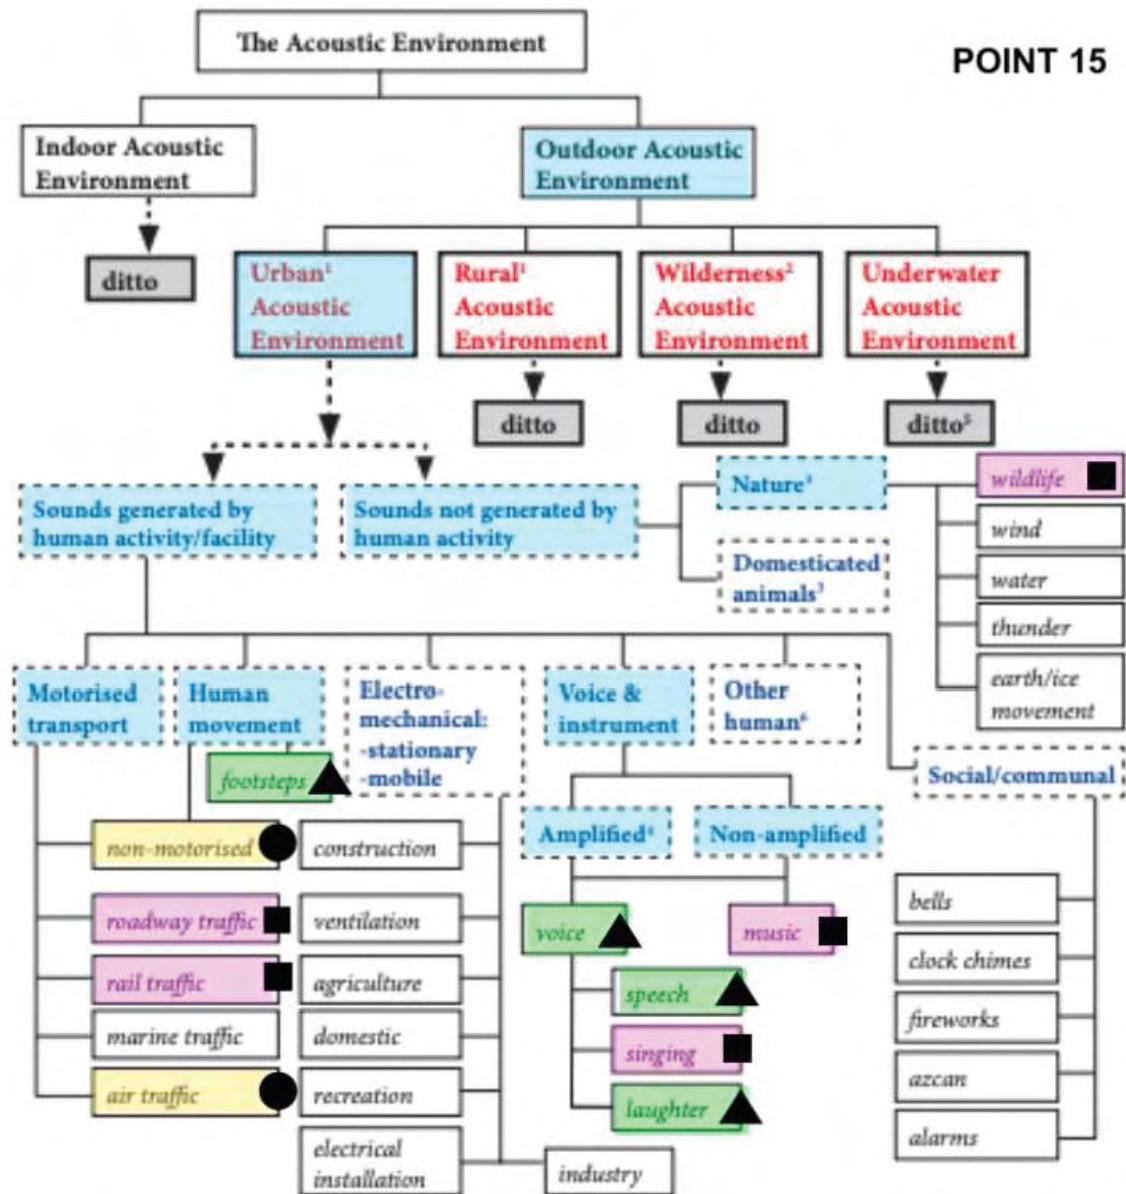 The Acoustic Environment
POINT 15
Indoor Acoustic
Environment
Outdoor Acoustic
Environment
ditto
Urban¹
Acoustic
Environment
Rural¹
Acoustic
Environment
Wilderness²
Acoustic
Environment
Underwater
Acoustic
Environment
ditto
ditto
ditto⁵
Sounds generated by
human activity/facility
Sounds not generated by
human activity
Nature³
Domesticated
animals³
wildlife
wind
water
thunder
earth/ice
movement
Motorised
transport
Human
movement
footsteps
Electro-
mechanical:
-stationary
-mobile
Voice &
instrument
Other
human⁶
Social/communal
non-motorised
roadway traffic
rail traffic
marine traffic
air traffic
construction
ventilation
agriculture
domestic
recreation
electrical
installation
industry
Amplified⁴
Non-amplified
voice
music
speech
singing
laughter
bells
clock chimes
fireworks
azcan
alarms